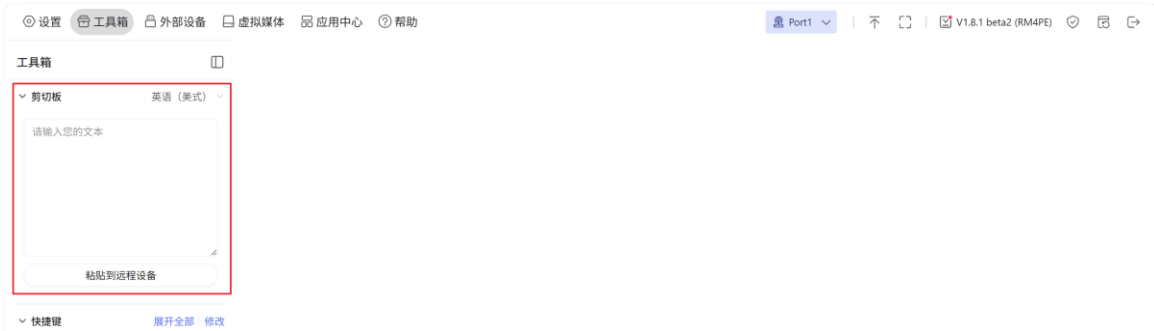 设置 工具箱 外部设备 虚拟媒体 应用中心 帮助 Port1 V1.8.1 beta2 (RM4PE)
工具箱
剪切板 英语（美式）
请输入您的文本
粘贴到远程设备
快捷键 展开全部 修改